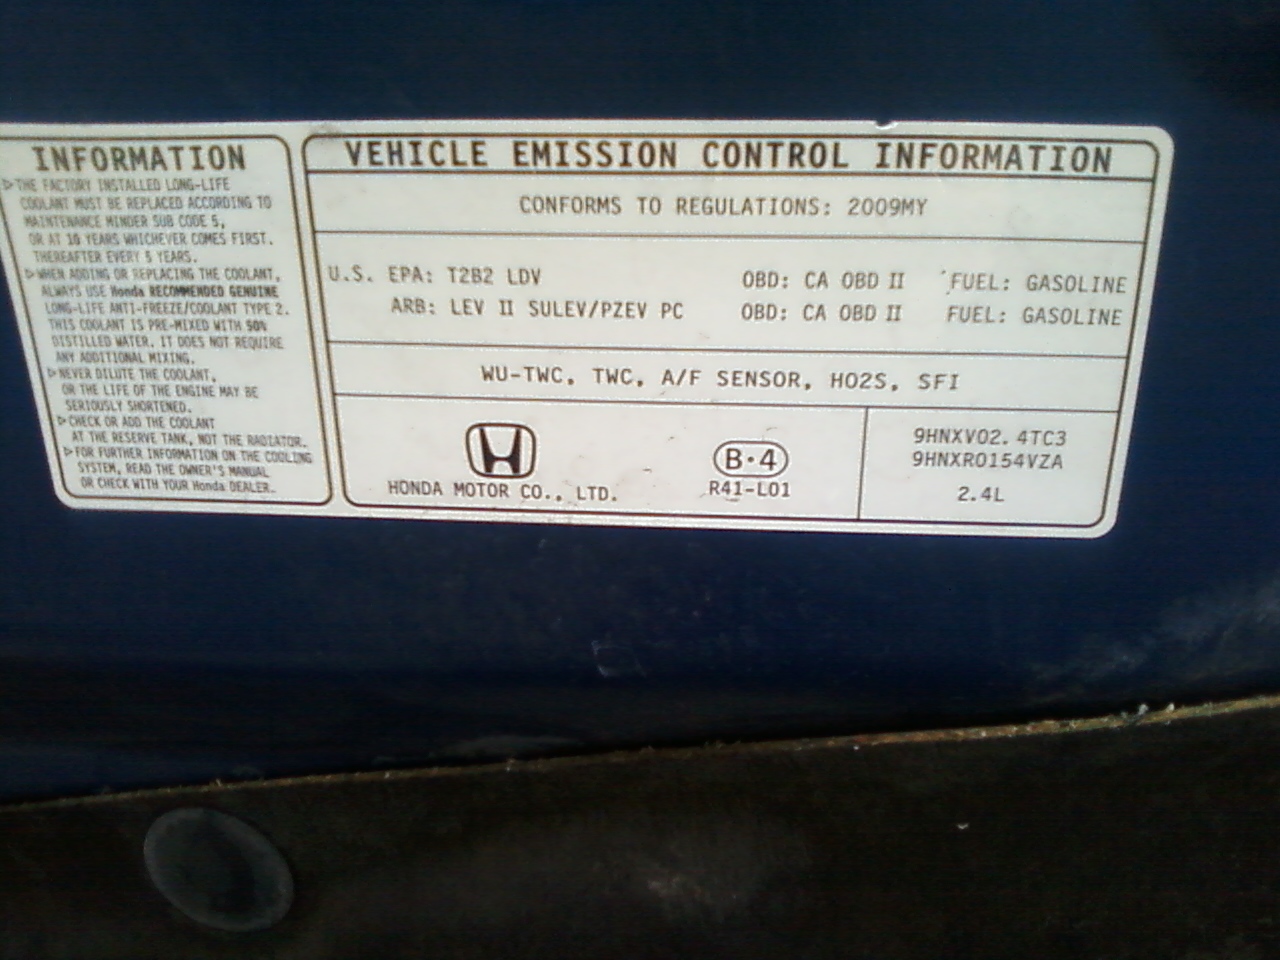 INFORMATION
▷THE FACTORY INSTALLED LONG-LIFE
COOLANT MUST BE REPLACED ACCORDING TO
MAINTENANCE MINDER SUB CODE 5,
OR AT 10 YEARS WHICHEVER COMES FIRST.
THEREAFTER EVERY 5 YEARS.
▷WHEN ADDING OR REPLACING THE COOLANT,
ALWAYS USE Honda RECOMMENDED GENUINE
LONG-LIFE ANTI-FREEZE/COOLANT TYPE 2.
THIS COOLANT IS PRE-MIXED WITH 50%
DISTILLED WATER. IT DOES NOT REQUIRE
ANY ADDITIONAL MIXING.
▷NEVER DILUTE THE COOLANT,
OR THE LIFE OF THE ENGINE MAY BE
SERIOUSLY SHORTENED.
▷CHECK OR ADD THE COOLANT
AT THE RESERVE TANK, NOT THE RADIATOR.
▷FOR FURTHER INFORMATION ON THE COOLING
SYSTEM, READ THE OWNER'S MANUAL
OR CHECK WITH YOUR Honda DEALER.
VEHICLE EMISSION CONTROL INFORMATION
CONFORMS TO REGULATIONS: 2009MY
U.S. EPA: T2B2 LDV OBD: CA OBD II FUEL: GASOLINE
ARB: LEV II SULEV/PZEV PC OBD: CA OBD II FUEL: GASOLINE
WU-TWC, TWC, A/F SENSOR, HO2S, SFI
HONDA MOTOR CO., LTD.
B·4
R41-L01
9HNXV02.4TC3
9HNXR0154VZA
2.4L